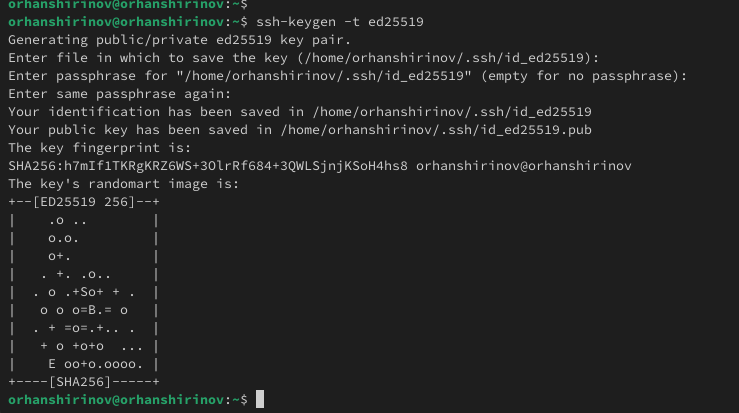 orhanshirinov@orhanshirinov:~$
orhanshirinov@orhanshirinov:~$ ssh-keygen -t ed25519
Generating public/private ed25519 key pair.
Enter file in which to save the key (/home/orhanshirinov/.ssh/id_ed25519):
Enter passphrase for "/home/orhanshirinov/.ssh/id_ed25519" (empty for no passphrase):
Enter same passphrase again:
Your identification has been saved in /home/orhanshirinov/.ssh/id_ed25519
Your public key has been saved in /home/orhanshirinov/.ssh/id_ed25519.pub
The key fingerprint is:
SHA256:h7mIf1TKRgKRZ6WS+3OlrRf684+3QWLSjnjKSoH4hs8 orhanshirinov@orhanshirinov
The key's randomart image is:
+--[ED25519 256]--+
|    .o ..        |
|    o.o.         |
|    o+.          |
|   . +. .o..     |
|  . o .+So+ + .  |
|   o o o=B.= o   |
|  . + =o=.+.. .  |
|   + o +o+o  ... |
|    E oo+o.oooo. |
+----[SHA256]-----+
orhanshirinov@orhanshirinov:~$